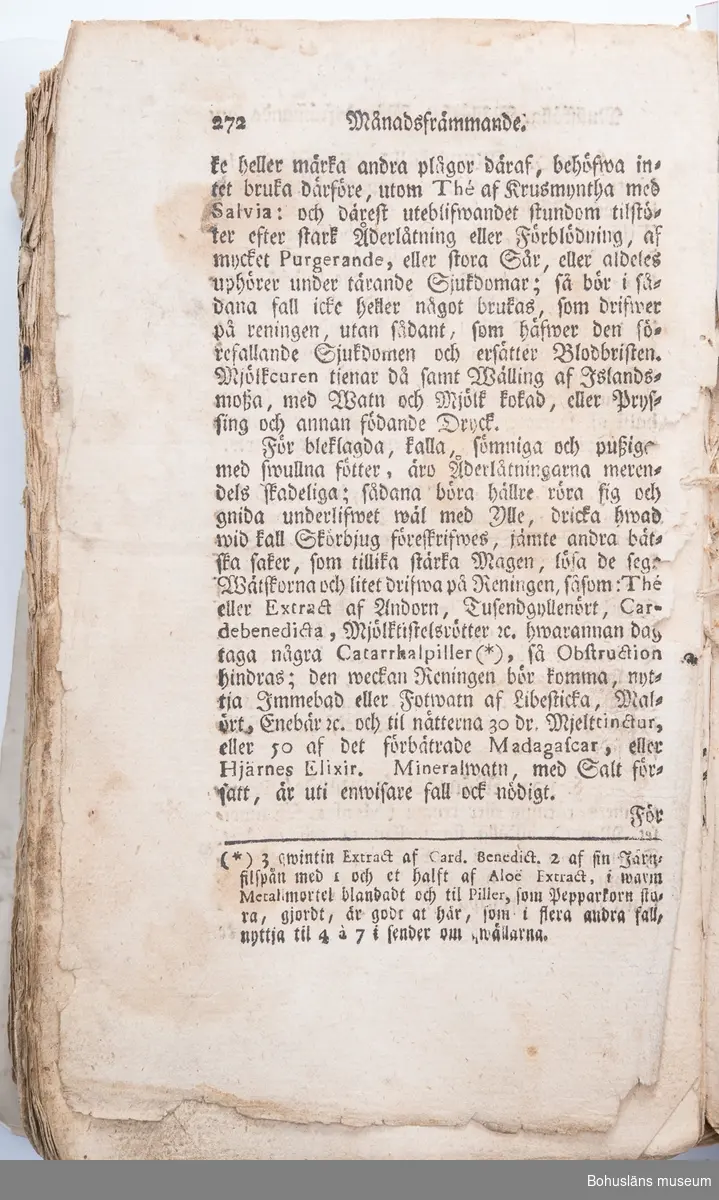 272 Månadsfrämmande.
ke heller märka andra plågor däraf, behöfwa in-
tet bruka därföre, utom Thé af Krusmyntha med
Salvia: och därest uteblifwandet stundom tilstö-
ter efter stark Åderlåtning eller Förblödning, af
mycket Purgerande, eller stora Sår, eller aldeles
uphörer under tärande Sjukdomar; så bör i så-
dana fall icke heller något brukas, som drifwer
på reningen, utan sådant, som häfwer den fö-
refallande Sjukdomen och ersätter Blodbristen.
Mjölkcuren tienar då samt Wälling af Islands-
moßa, med Watn och Mjölk kokad, eller Prys-
sing och annan födande Dryck.
För bleklagda, kalla, sömniga och pußige
med swullna fötter, äro Åderlåtningarna meren-
dels skadeliga; sådana böra hällre röra sig och
gnida underlifwet wäl med Ylle, dricka hwad
wid kall Skörbjug föreskrifwes, jämte andra bät-
ska saker, som tillika stärka Magen, lösa de sega
Wätskorna och litet drifwa på Reningen, såsom: Thé
eller Extract af Andorn, Tusendgyllenört, Car-
debenedicta, Mjölktistelsrötter ꝛc. hwarannan dag
taga några Catarrhalpiller(*), så Obstruction
hindras; den weckan Reningen bör komma, nyt-
tja Immebad eller Fotwatn af Libesticka, Mal-
ört, Enebär ꝛc. och til nätterna 30 dr. Mjelttinctur,
eller 50 af det förbätrade Madagascar, eller
Hjärnes Elixir. Mineralwatn, med Salt för-
satt, är uti enwisare fall ock nödigt.
För
(*) 3 qwintin Extract af Card. Benedict. 2 af fin Järn-
filspån med 1 och et halft af Aloë Extract, i warm
Metallmortel blandadt och til Piller, som Pepparkorn sto-
ra, gjordt, är godt at här, som i flera andra fall,
nyttja til 4 à 7 i sender om qwällarna.
Bohusläns museum